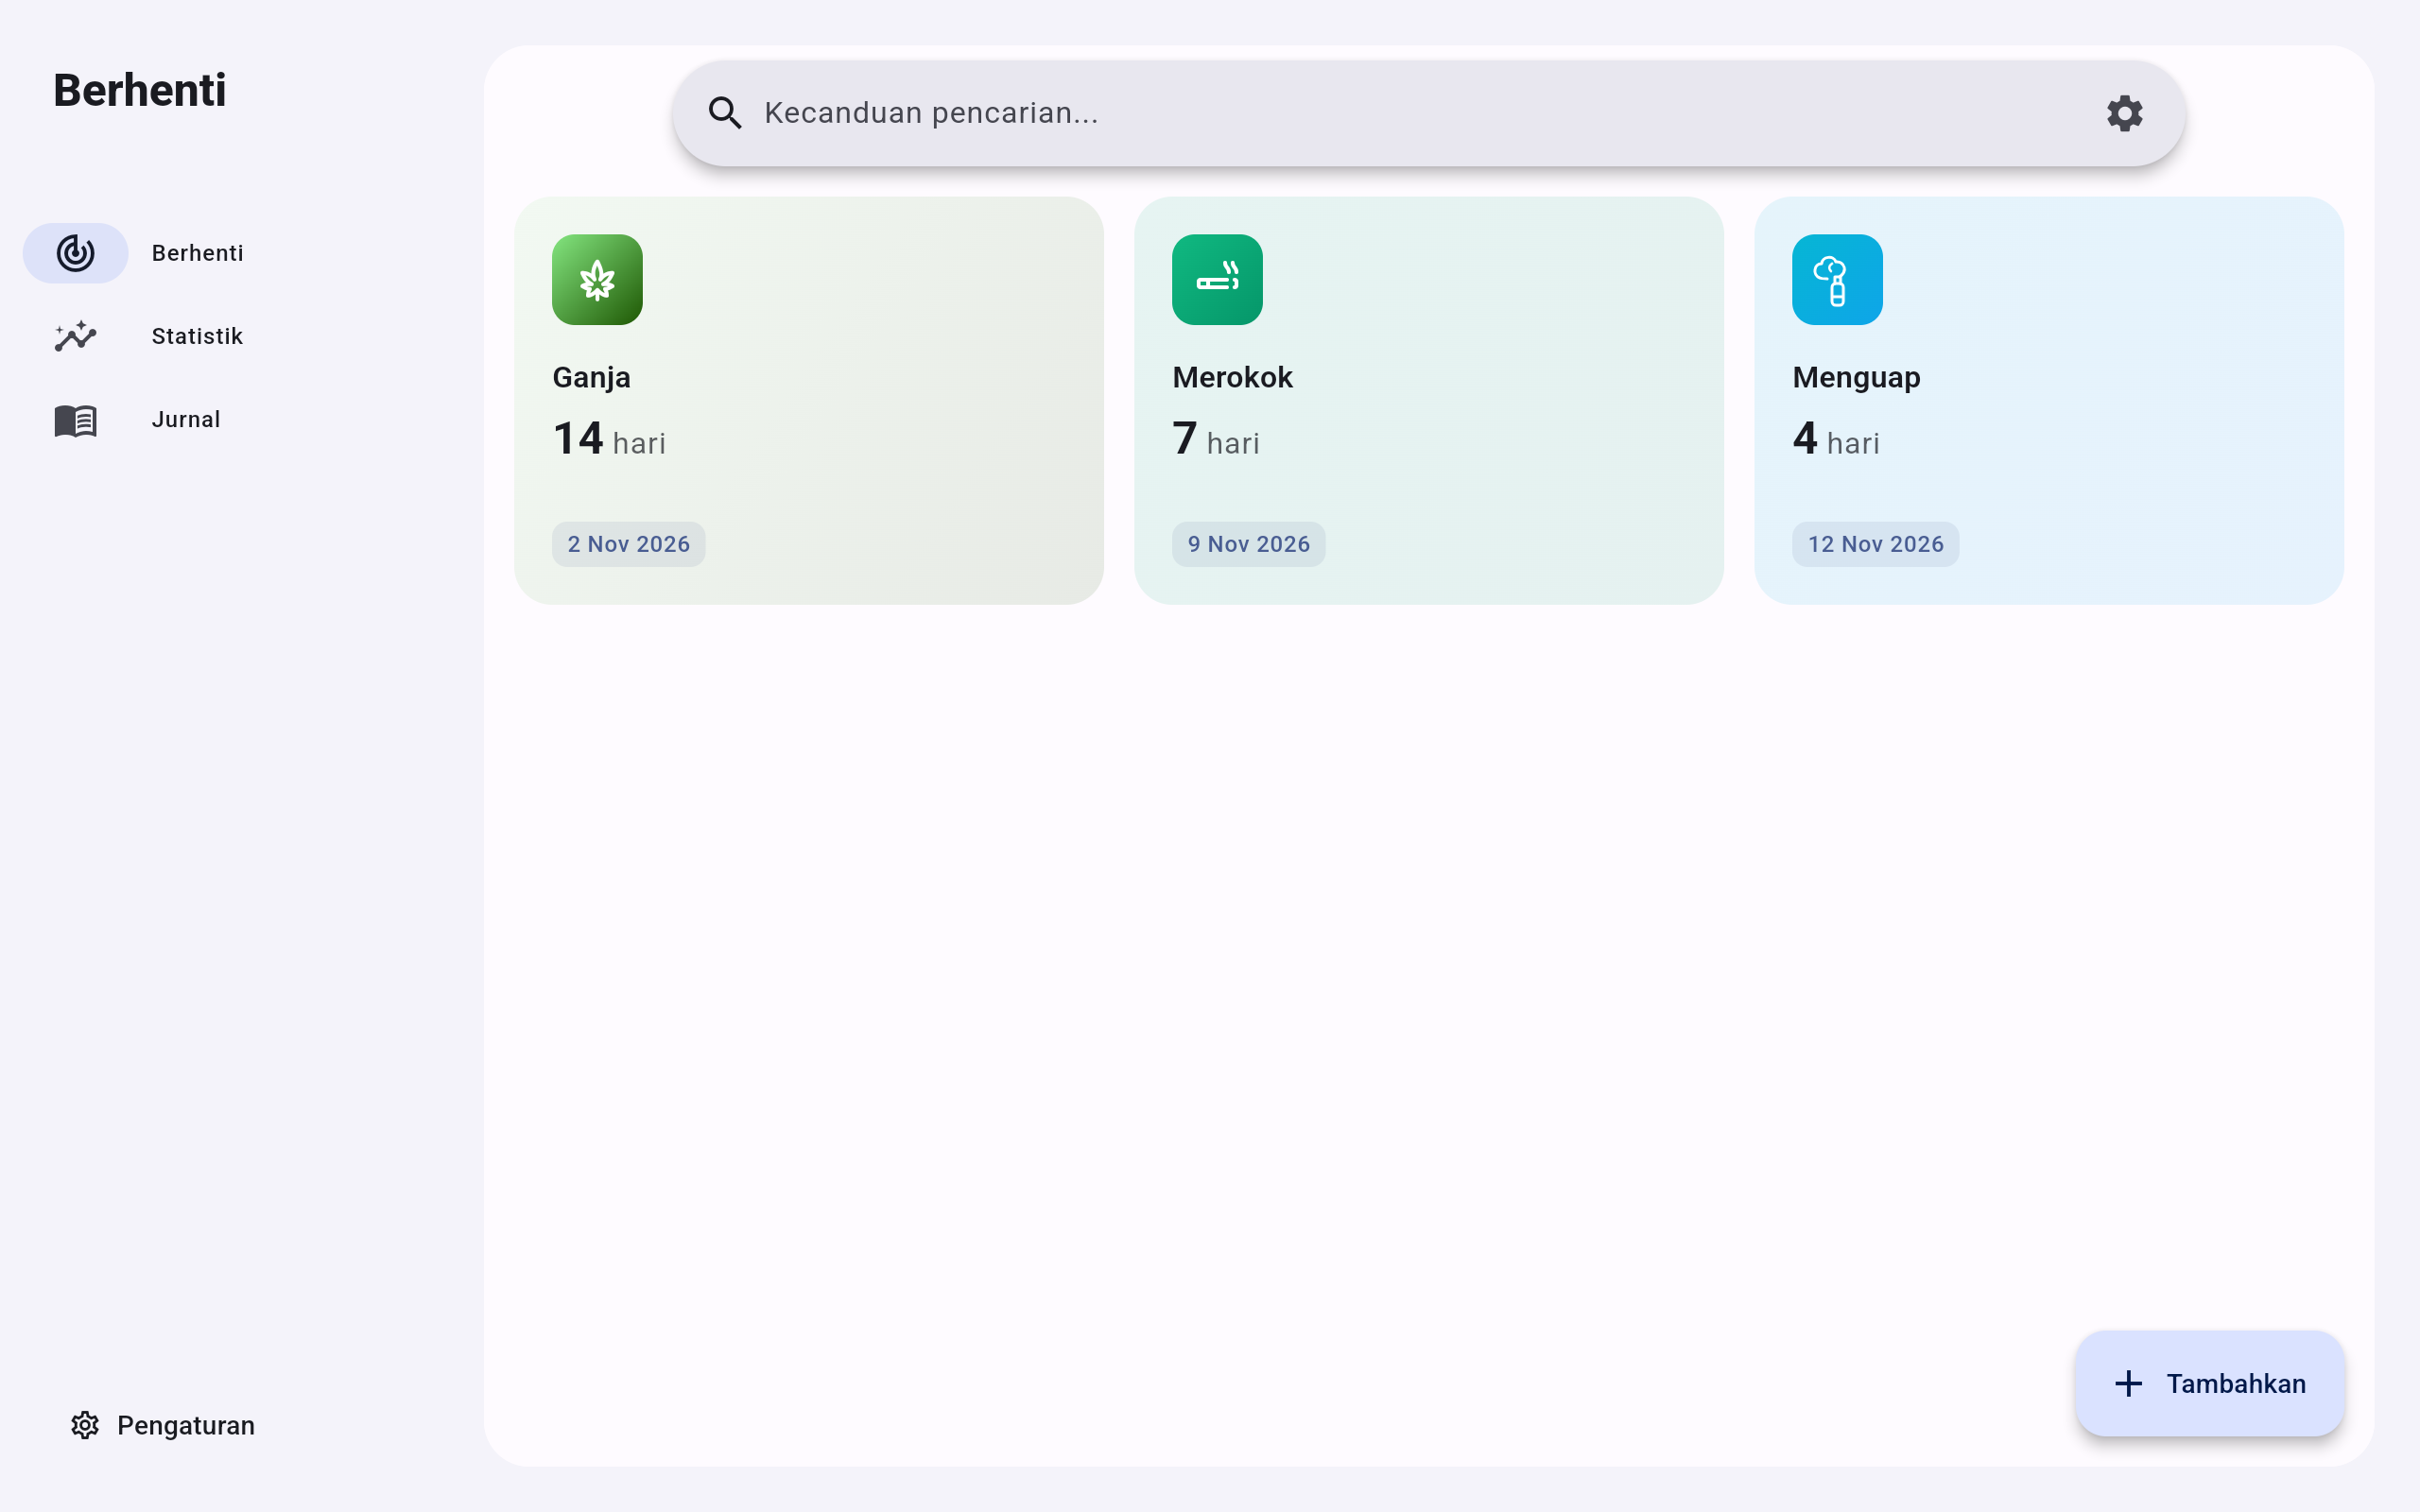 Berhenti
Berhenti
Statistik
Jurnal
Pengaturan
Kecanduan pencarian...
Ganja
14 hari
2 Nov 2026
Merokok
7 hari
9 Nov 2026
Menguap
4 hari
12 Nov 2026
Tambahkan